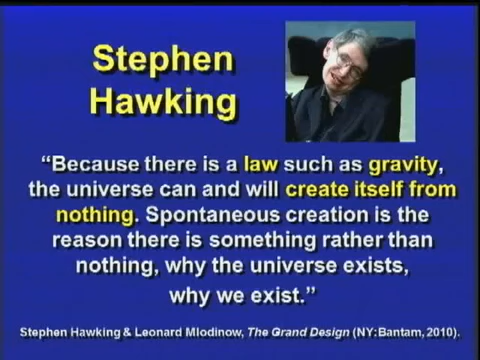 Stephen
Hawking
“Because there is a law such as gravity,
the universe can and will create itself from
nothing. Spontaneous creation is the
reason there is something rather than
nothing, why the universe exists,
why we exist.”
Stephen Hawking & Leonard Mlodinow, The Grand Design (NY:Bantam, 2010).